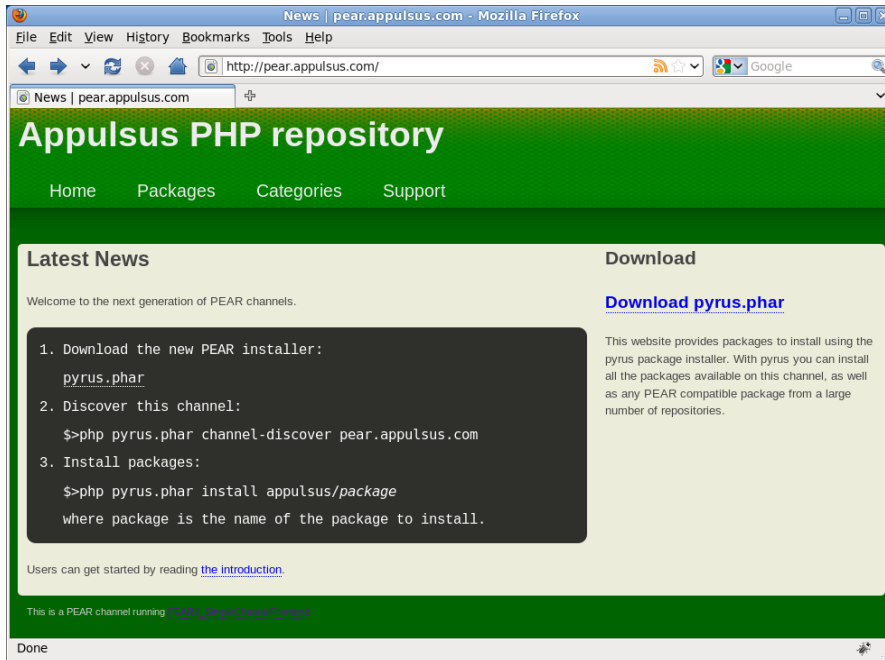 News | pear.appulsus.com - Mozilla Firefox
File Edit View History Bookmarks Tools Help
http://pear.appulsus.com/ Google
News | pear.appulsus.com
Appulsus PHP repository
Home Packages Categories Support
Latest News
Welcome to the next generation of PEAR channels.
1. Download the new PEAR installer:
pyrus.phar
2. Discover this channel:
$>php pyrus.phar channel-discover pear.appulsus.com
3. Install packages:
$>php pyrus.phar install appulsus/package
where package is the name of the package to install.
Users can get started by reading the introduction.
Download
Download pyrus.phar
This website provides packages to install using the
pyrus package installer. With pyrus you can install
all the packages available on this channel, as well
as any PEAR compatible package from a large
number of repositories.
This is a PEAR channel running
Done